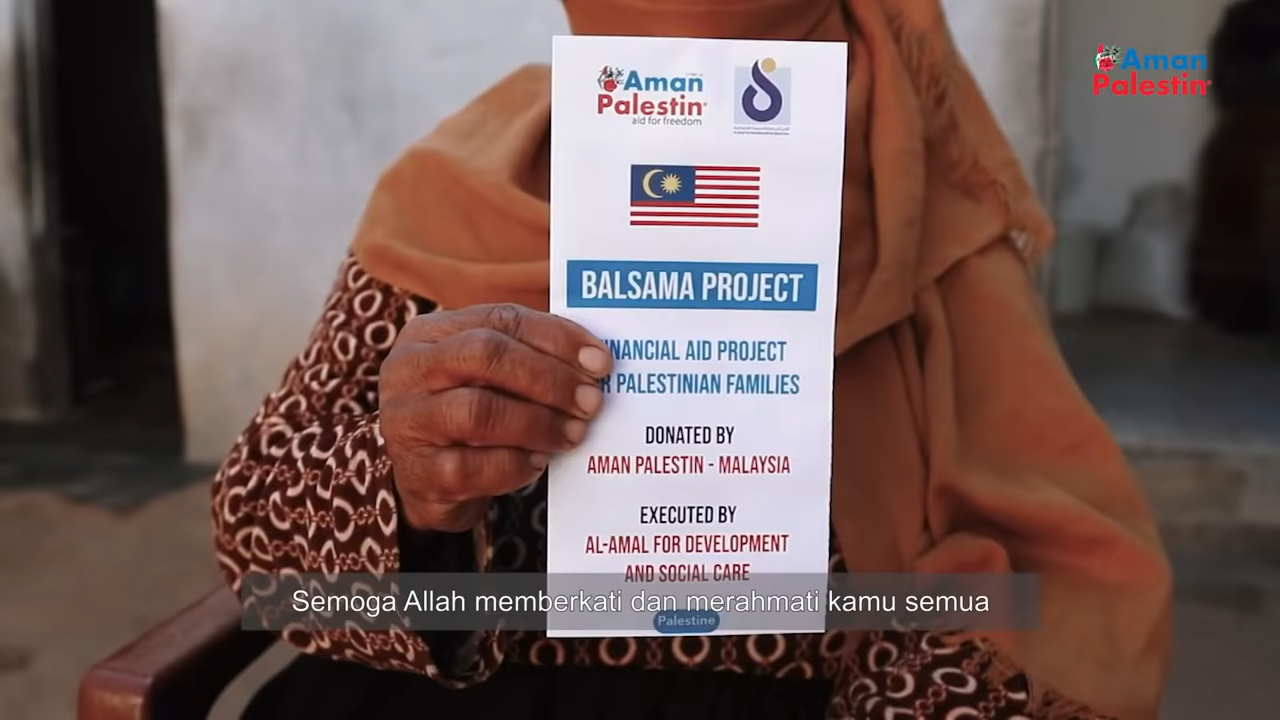 Aman
Palestin
Aman
Palestin
aid for freedom
BALSAMA PROJECT
FINANCIAL AID PROJECT
PALESTINIAN FAMILIES
DONATED BY
AMAN PALESTIN - MALAYSIA
EXECUTED BY
AL-AMAL FOR DEVELOPMENT
AND SOCIAL CARE
Semoga Allah memberkati dan merahmati kamu semua
Palestine